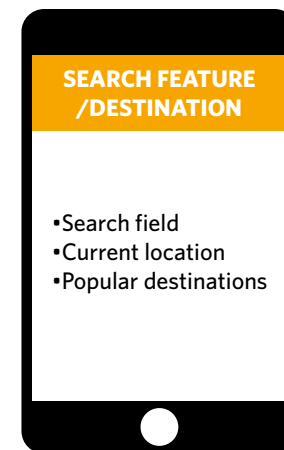 SEARCH FEATURE
/DESTINATION
▪Search field
▪Current location
▪Popular destinations